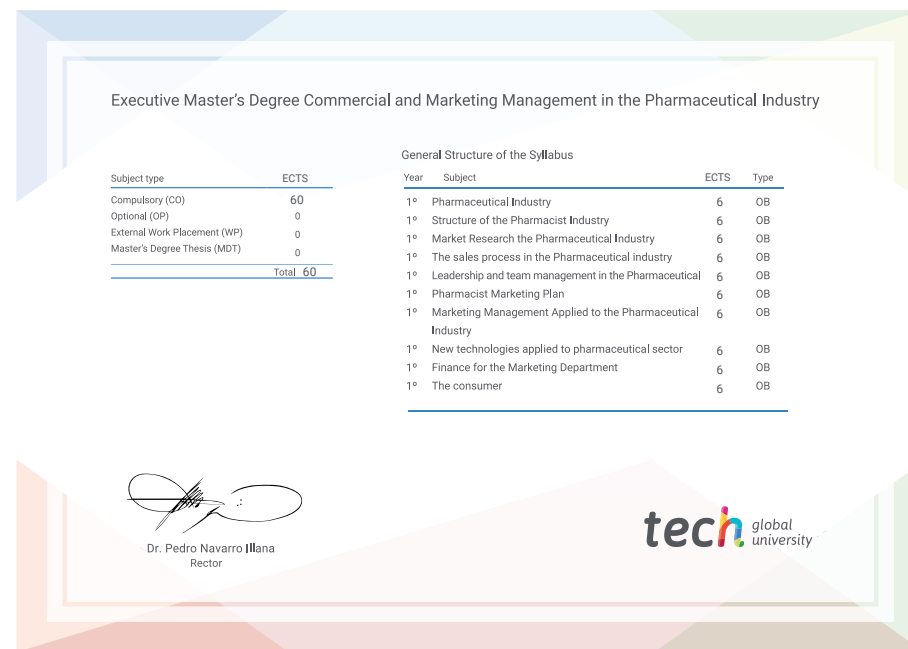 Executive Master's Degree Commercial and Marketing Management in the Pharmaceutical Industry
Subject type ECTS
Compulsory (CO) 60
Optional (OP) 0
External Work Placement (WP) 0
Master's Degree Thesis (MDT) 0
Total 60
General Structure of the Syllabus
Year Subject ECTS Type
1º Pharmaceutical Industry 6 OB
1º Structure of the Pharmacist Industry 6 OB
1º Market Research the Pharmaceutical Industry 6 OB
1º The sales process in the Pharmaceutical industry 6 OB
1º Leadership and team management in the Pharmaceutical 6 OB
1º Pharmacist Marketing Plan 6 OB
1º Marketing Management Applied to the Pharmaceutical 6 OB
Industry
1º New technologies applied to pharmaceutical sector 6 OB
1º Finance for the Marketing Department 6 OB
1º The consumer 6 OB
Dr. Pedro Navarro Illana
Rector
tech global
university